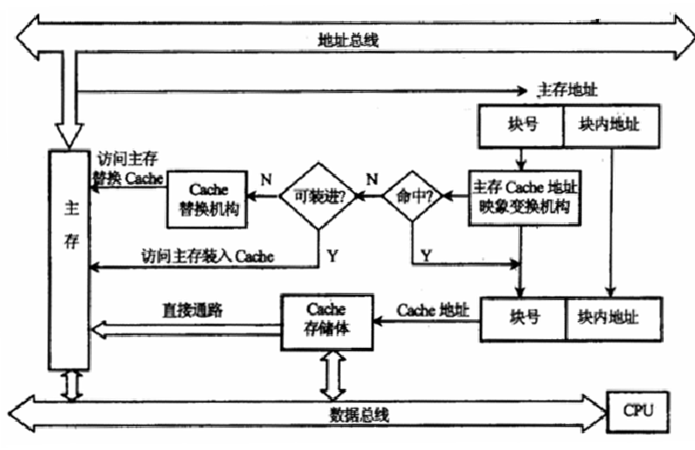 地址总线
主存地址
块号
块内地址
访问主存
替换 Cache
Cache
替换机构
N
可装进?
N
命中?
主存 Cache 地址
映象变换机构
主
存
访问主存装入 Cache
Y
Y
直接通路
Cache
存储体
Cache 地址
块号
块内地址
数据总线
CPU